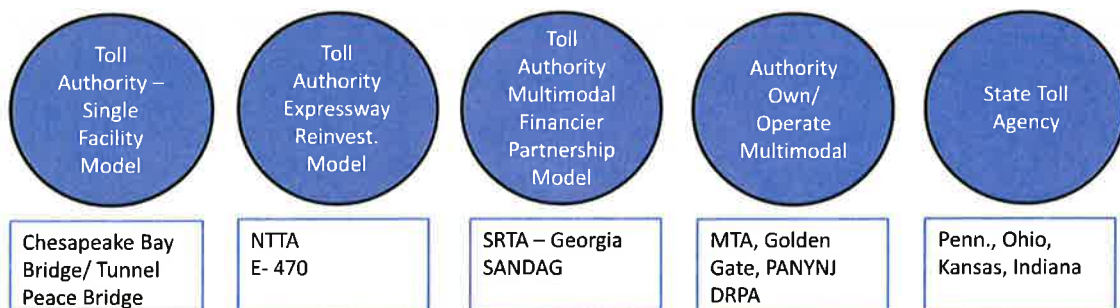 Toll
Authority –
Single
Facility
Model
Toll
Authority
Expressway
Reinvest.
Model
Toll
Authority
Multimodal
Financier
Partnership
Model
Authority
Own/
Operate
Multimodal
State Toll
Agency
Chesapeake Bay
Bridge/ Tunnel
Peace Bridge
NTTA
E- 470
SRTA – Georgia
SANDAG
MTA, Golden
Gate, PANYNJ
DRPA
Penn., Ohio,
Kansas, Indiana